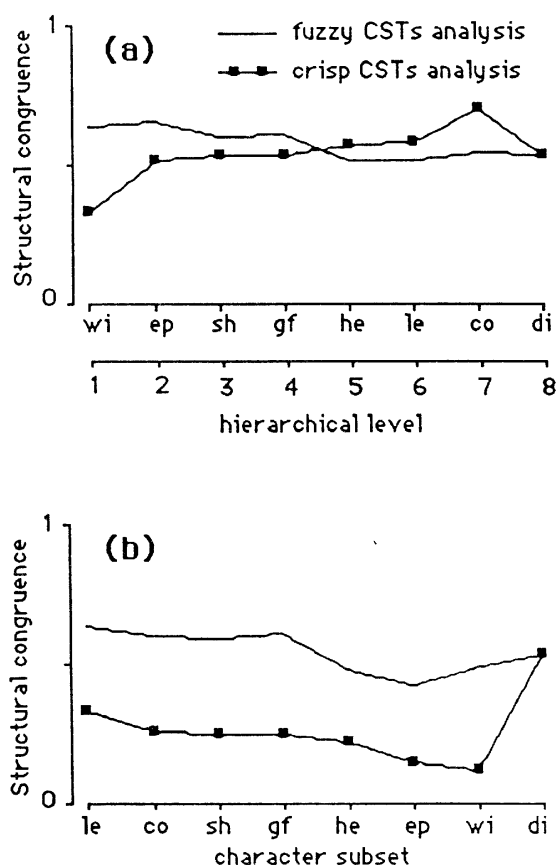 1
(a)
fuzzy CSTs analysis
crisp CSTs analysis
Structural congruence
0
wi ep sh gf he le co di
1 2 3 4 5 6 7 8
hierarchical level
1
(b)
Structural congruence
0
le co sh gf he ep wi di
character subset